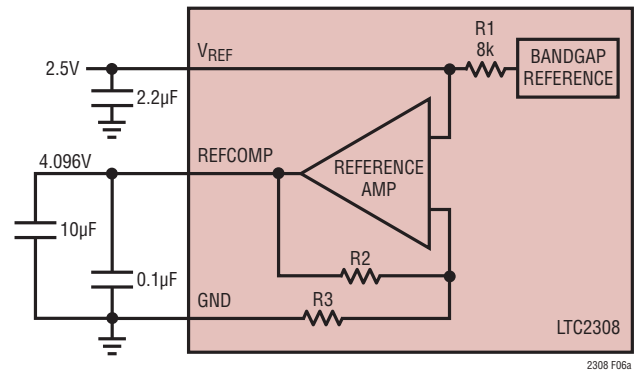 R1
8k
BANDGAP
REFERENCE
VREF
2.5V
2.2µF
4.096V
REFCOMP
REFERENCE
AMP
10µF
R2
0.1µF
GND
R3
LTC2308
2308 F06a